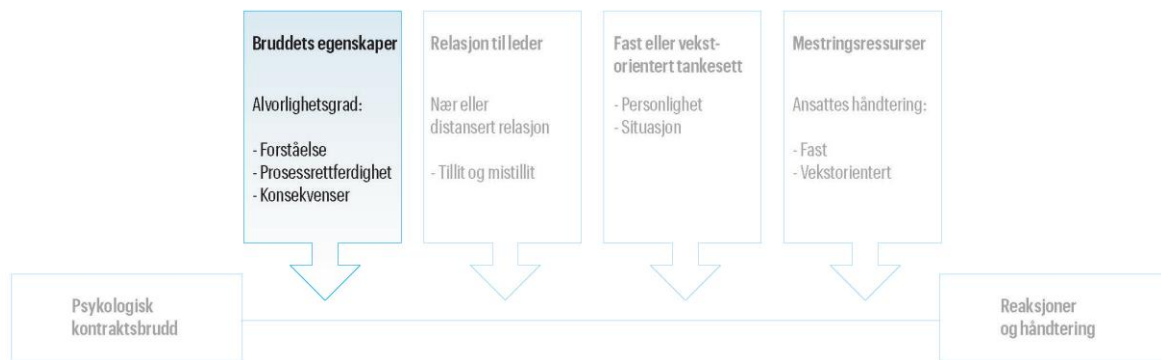 Bruddets egenskaper
Alvorlighetsgrad:
- Forståelse
- Prosessrettferdighet
- Konsekvenser
Relasjon til leder
Nær eller
distansert relasjon
- Tillit og mistillit
Fast eller vekst-
orientert tankesett
- Personlighet
- Situasjon
Mestringsressurser
Ansattes håndtering:
- Fast
- Vekstorientert
Psykologisk
kontraktsbrudd
Reaksjoner
og håndtering